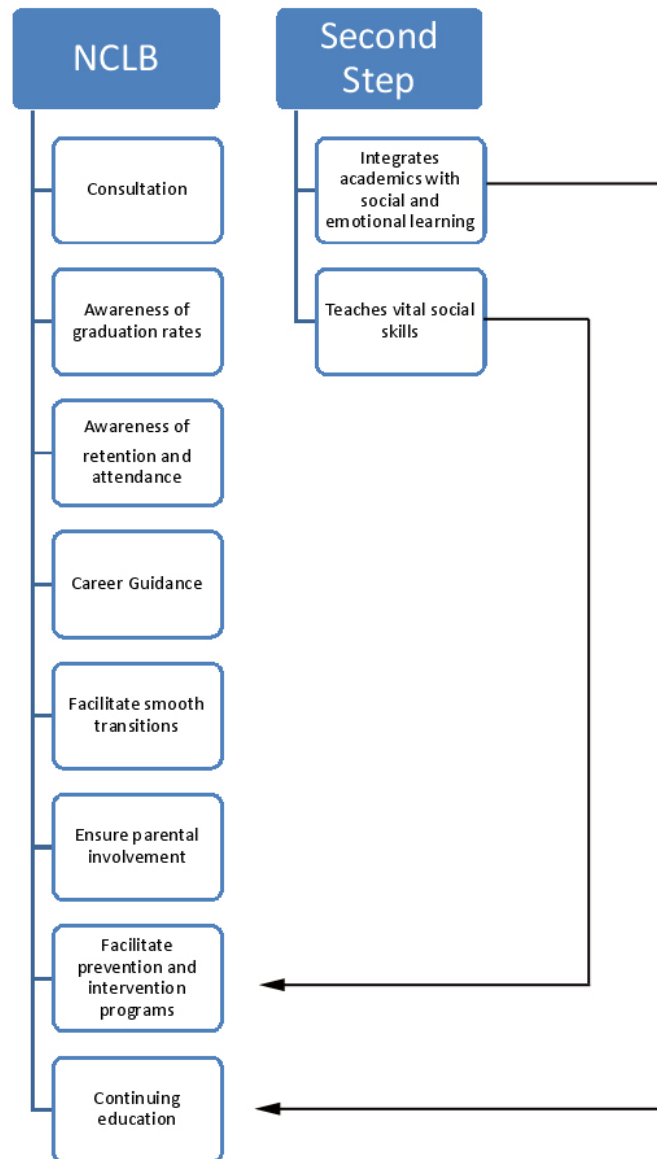 NCLB
Consultation
Awareness of
graduation rates
Awareness of
retention and
attendance
Career Guidance
Facilitate smooth
transitions
Ensure parental
involvement
Facilitate
prevention and
intervention
programs
Continuing
education
Second
Step
Integrates
academics with
social and
emotional learning
Teaches vital social
skills